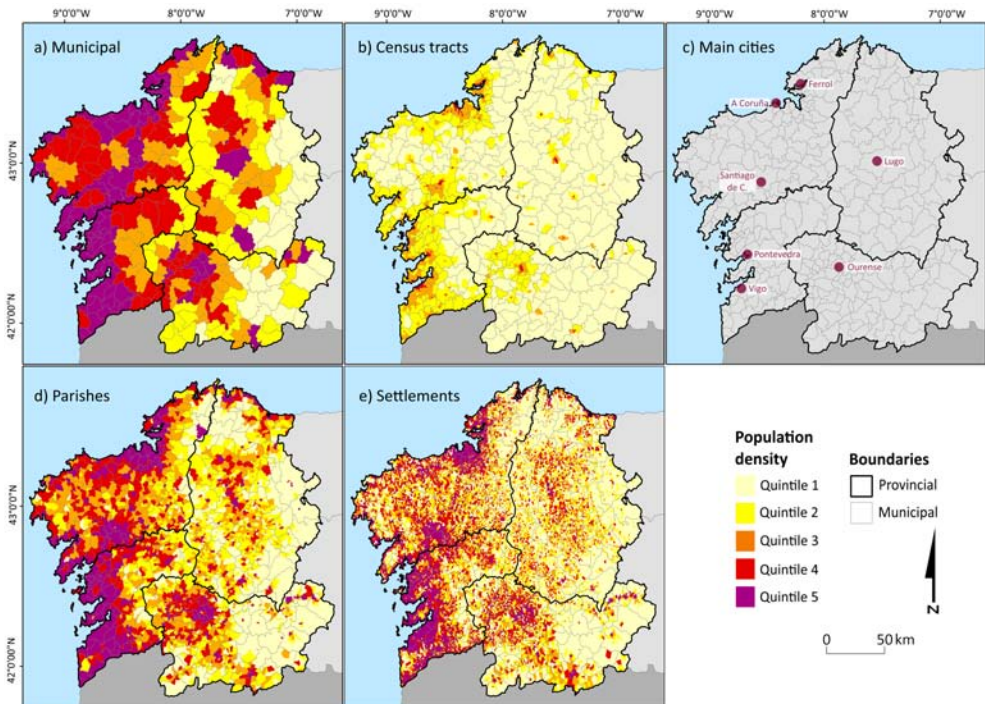 9°0'0"W
8°0'0"W
7°0'0"W
9°0'0"W
8°0'0"W
7°0'0"W
9°0'0"W
8°0'0"W
7°0'0"W
a) Municipal
b) Census tracts
c) Main cities
43°0'0"N
42°0'0"N
Ferrol
A Coruña
Lugo
Santiago
de C.
Pontevedra
Ourense
Vigo
d) Parishes
e) Settlements
43°0'0"N
42°0'0"N
Population
density
Quintile 1
Quintile 2
Quintile 3
Quintile 4
Quintile 5
Boundaries
Provincial
Municipal
N
0 50 km